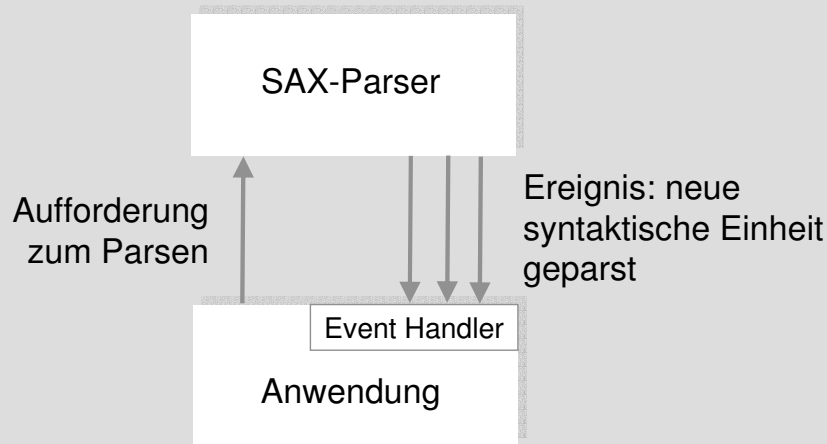 SAX-Parser
Aufforderung
zum Parsen
Ereignis: neue
syntaktische Einheit
geparst
Event Handler
Anwendung